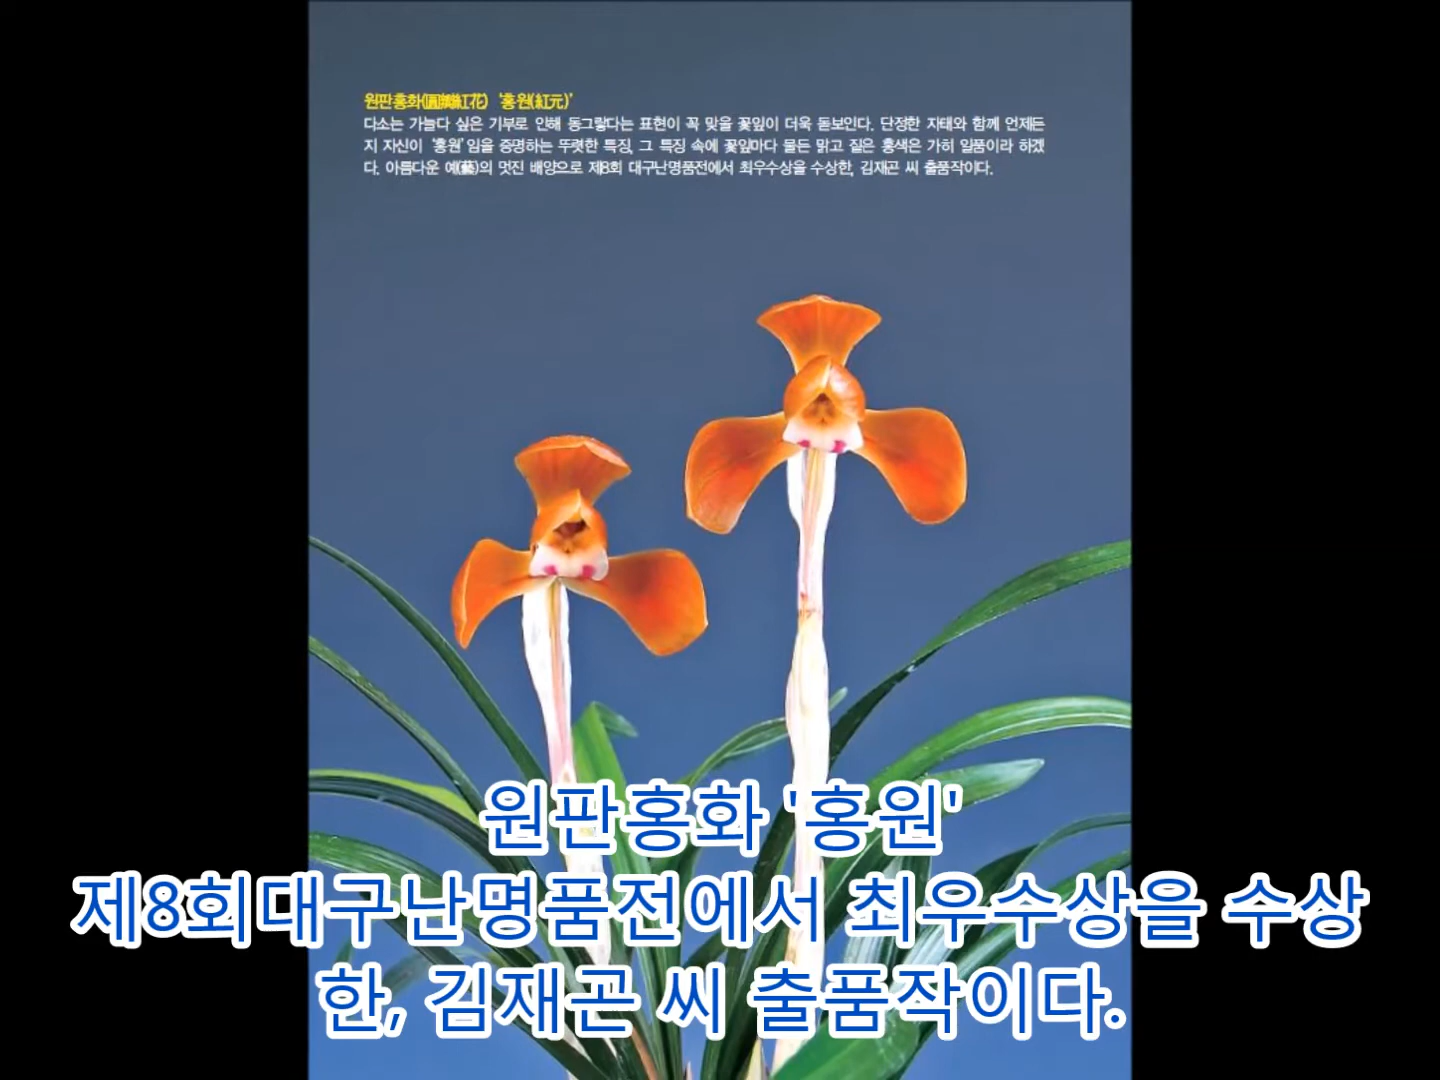 원판홍화(圓瓣紅花) '홍원(紅元)'
다소는 가늘다 싶은 기부로 인해 동그랗다는 표현이 꼭 맞을 꽃잎이 더욱 돋보인다. 단정한 자태와 함께 언제든
지 자신이 '홍원'임을 증명하는 뚜렷한 특징, 그 특징 속에 꽃잎마다 물든 맑고 짙은 홍색은 가히 일품이라 하겠
다. 아름다운 예(藝)의 멋진 배양으로 제8회 대구난명품전에서 최우수상을 수상한, 김재곤 씨 출품작이다.
원판홍화 '홍원'
제8회대구난명품전에서 최우수상을 수상
한, 김재곤 씨 출품작이다.